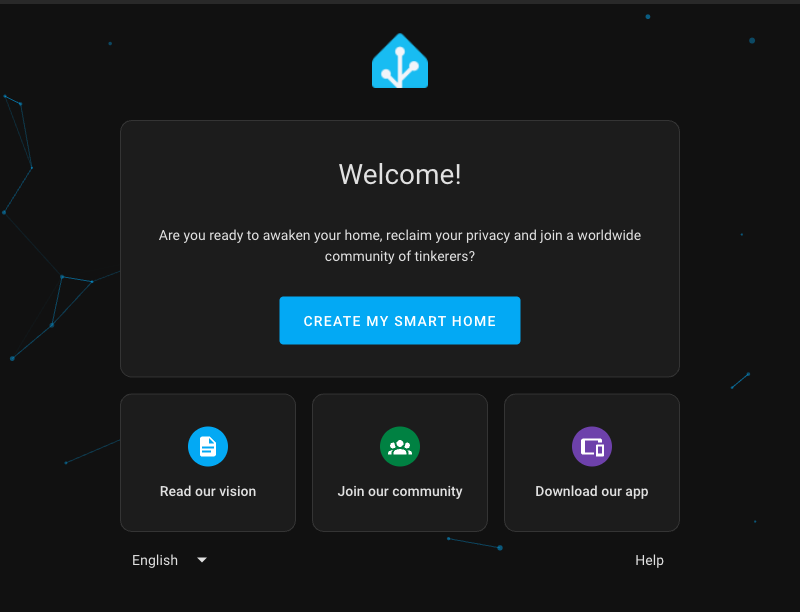 Welcome!
Are you ready to awaken your home, reclaim your privacy and join a worldwide
community of tinkerers?
CREATE MY SMART HOME
Read our vision
Join our community
Download our app
English
Help